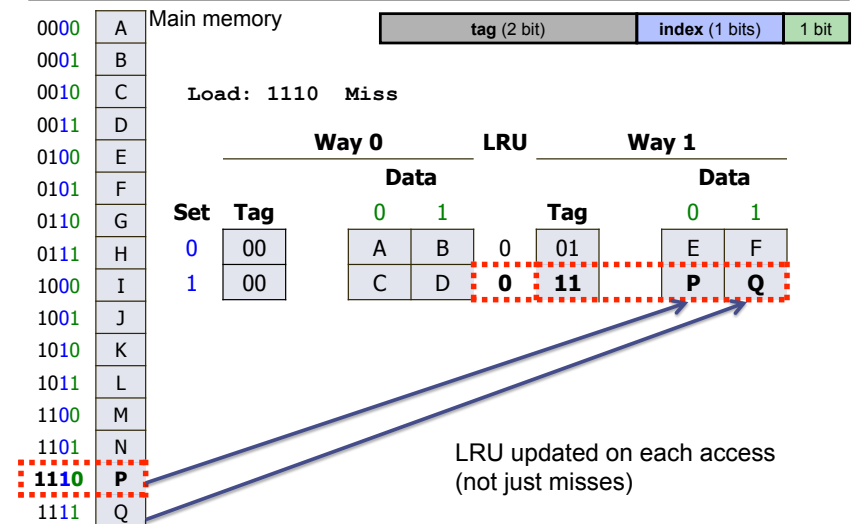 Main memory
tag (2 bit) index (1 bits) 1 bit
0000 A
0001 B
0010 C
0011 D
0100 E
0101 F
0110 G
0111 H
1000 I
1001 J
1010 K
1011 L
1100 M
1101 N
1110 P
1111 Q
Load: 1110 Miss
Way 0 LRU Way 1
Data Data
Set Tag 0 1 Tag 0 1
0 00 A B 0 01 E F
1 00 C D 0 11 P Q
LRU updated on each access
(not just misses)